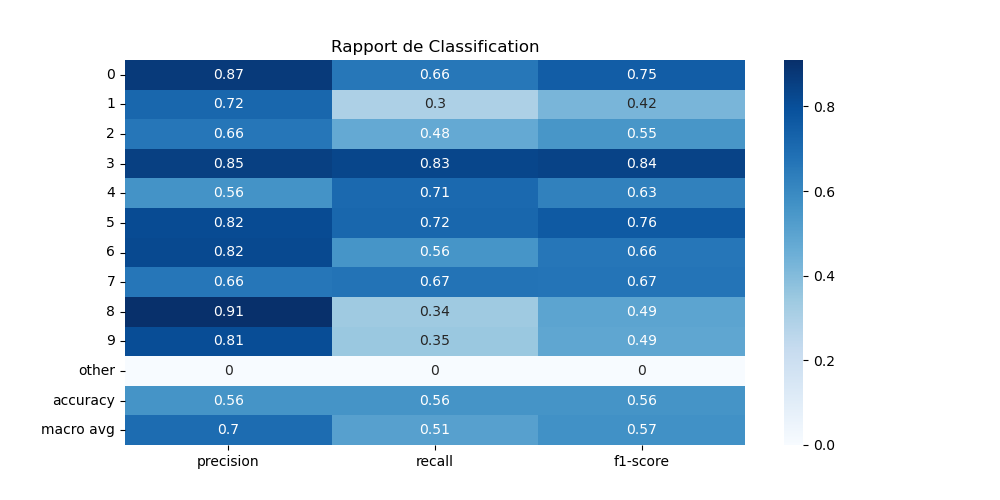 Rapport de Classification
0 0.87 0.66 0.75
1 0.72 0.3 0.42
2 0.66 0.48 0.55
3 0.85 0.83 0.84
4 0.56 0.71 0.63
5 0.82 0.72 0.76
6 0.82 0.56 0.66
7 0.66 0.67 0.67
8 0.91 0.34 0.49
9 0.81 0.35 0.49
other 0 0 0
accuracy 0.56 0.56 0.56
macro avg 0.7 0.51 0.57
precision recall f1-score
0.8
0.6
0.4
0.2
0.0